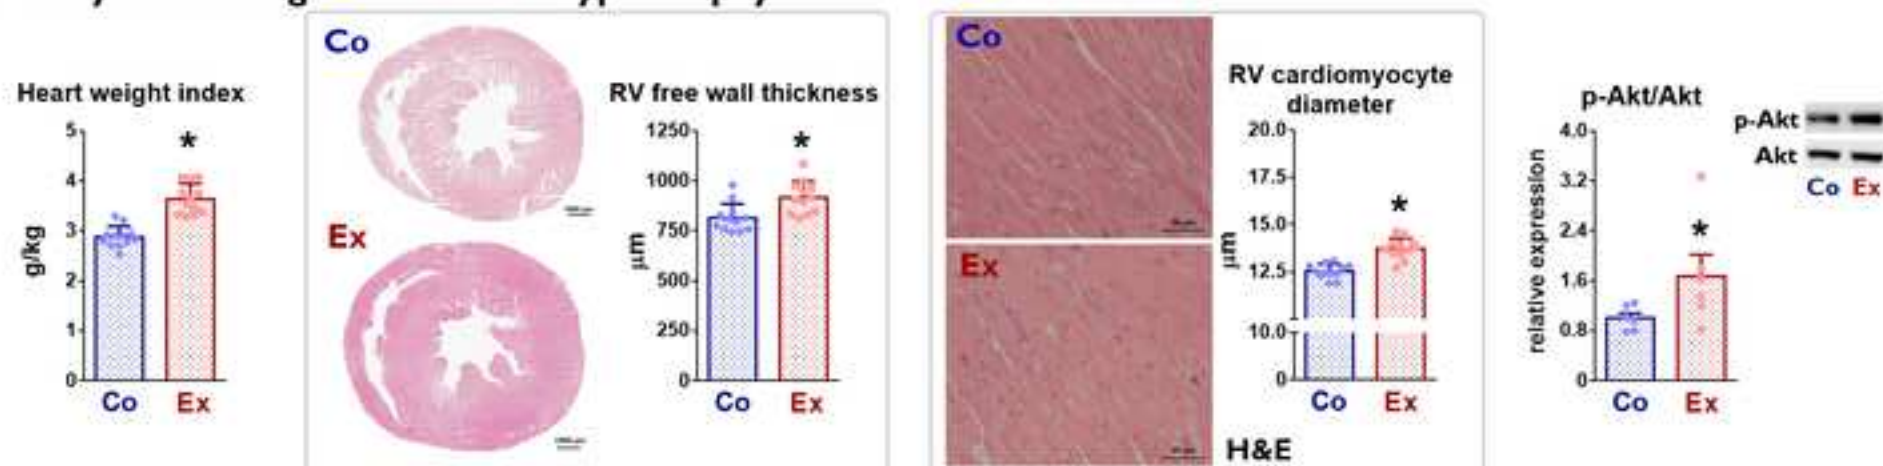 Heart weight index
5
4
3
2
1
0
g/kg
*
Co
Ex
Co
Ex
RV free wall thickness
1250
1000
750
500
250
0
µm
*
Co
Ex
Co
Ex
RV cardiomyocyte
diameter
20.0
17.5
15.0
12.5
10.0
0
µm
*
Co
Ex
H&E
p-Akt/Akt
4.0
3.2
2.4
1.6
0.8
0
relative expression
*
Co
Ex
p-Akt
Akt
Co Ex